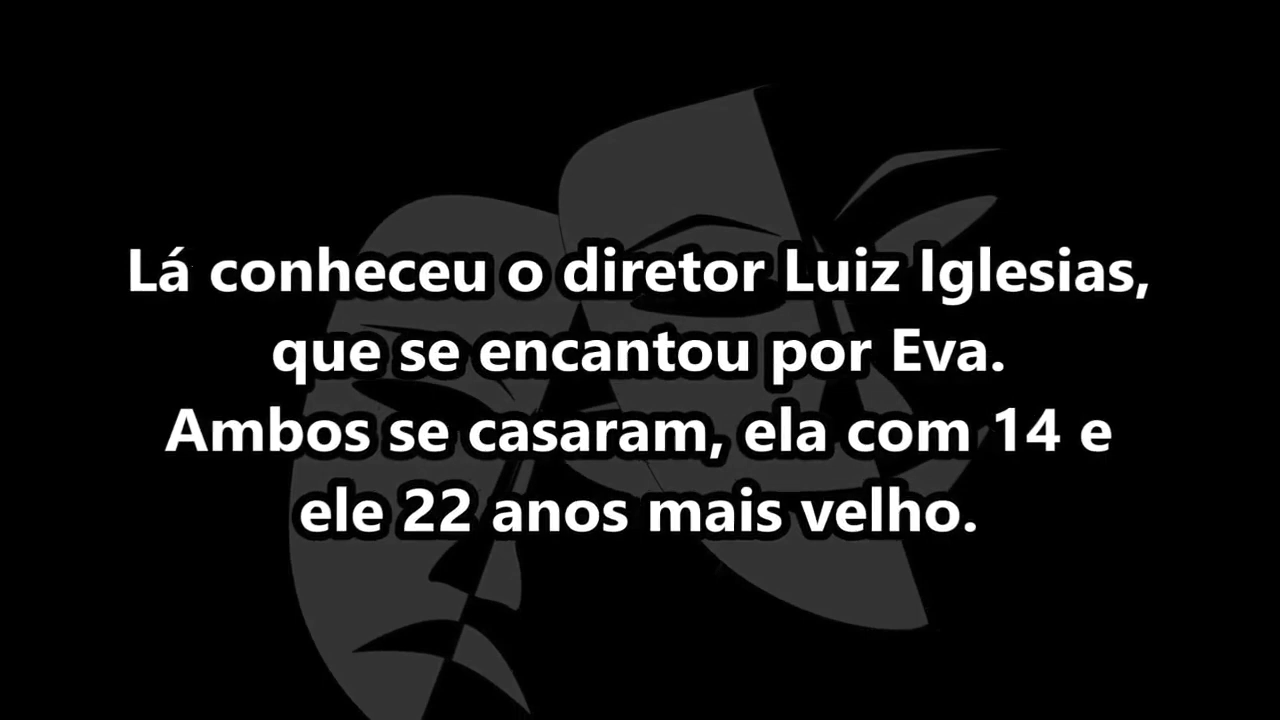 Lá conheceu o diretor Luiz Iglesias,
que se encantou por Eva.
Ambos se casaram, ela com 14 e
ele 22 anos mais velho.